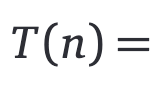 T(n) =